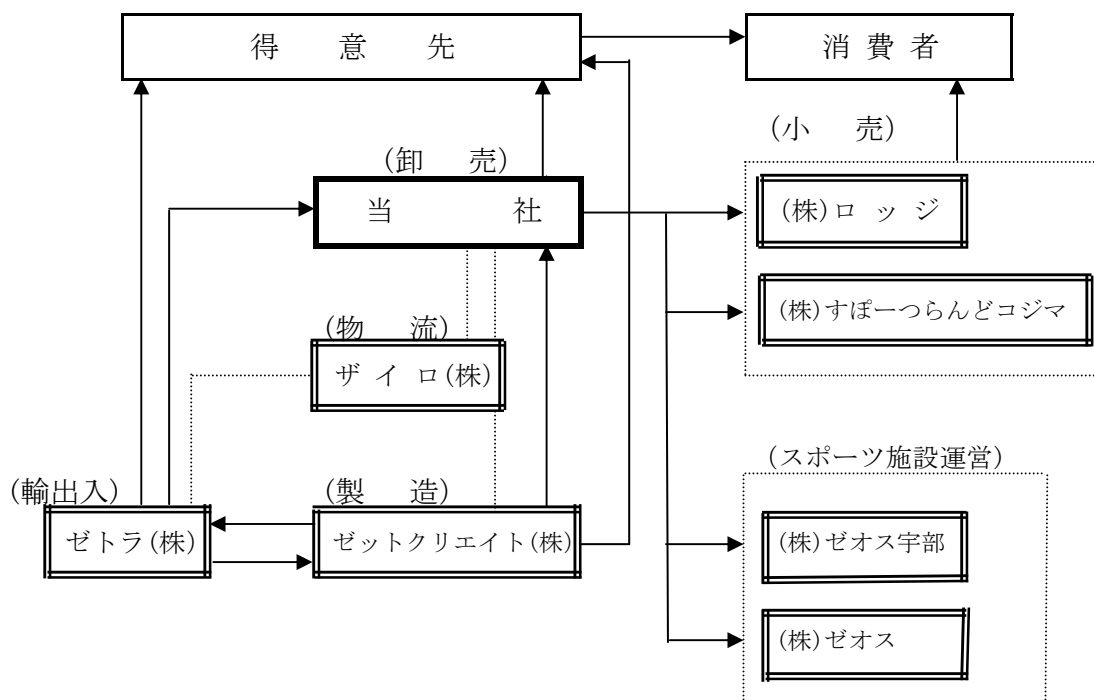 得意先
消費者
(小売)
(卸売)
当社
(株)ロッジ
(株)すぽーつらんどコジマ
(物流)
ザイロ(株)
(スポーツ施設運営)
(輸出入)
(製造)
ゼトラ(株)
ゼットクリエイト(株)
(株)ゼオス宇部
(株)ゼオス